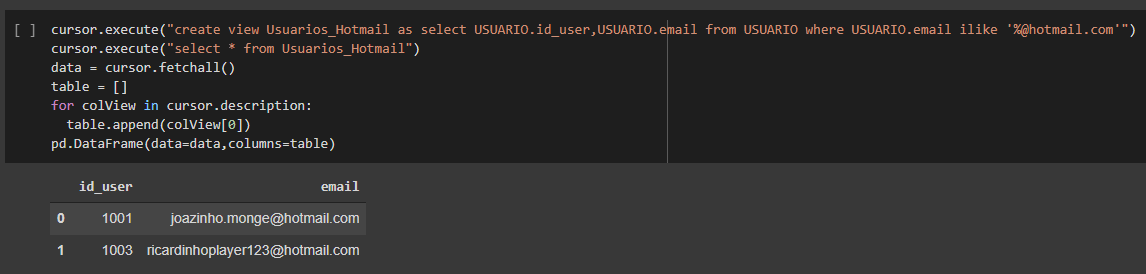 [ ] cursor.execute("create view Usuarios_Hotmail as select USUARIO.id_user,USUARIO.email from USUARIO where USUARIO.email ilike '%@hotmail.com'")
cursor.execute("select * from Usuarios_Hotmail")
data = cursor.fetchall()
table = []
for colView in cursor.description:
  table.append(colView[0])
pd.DataFrame(data=data,columns=table)
id_user email
0 1001 joazinho.monge@hotmail.com
1 1003 ricardinhoplayer123@hotmail.com